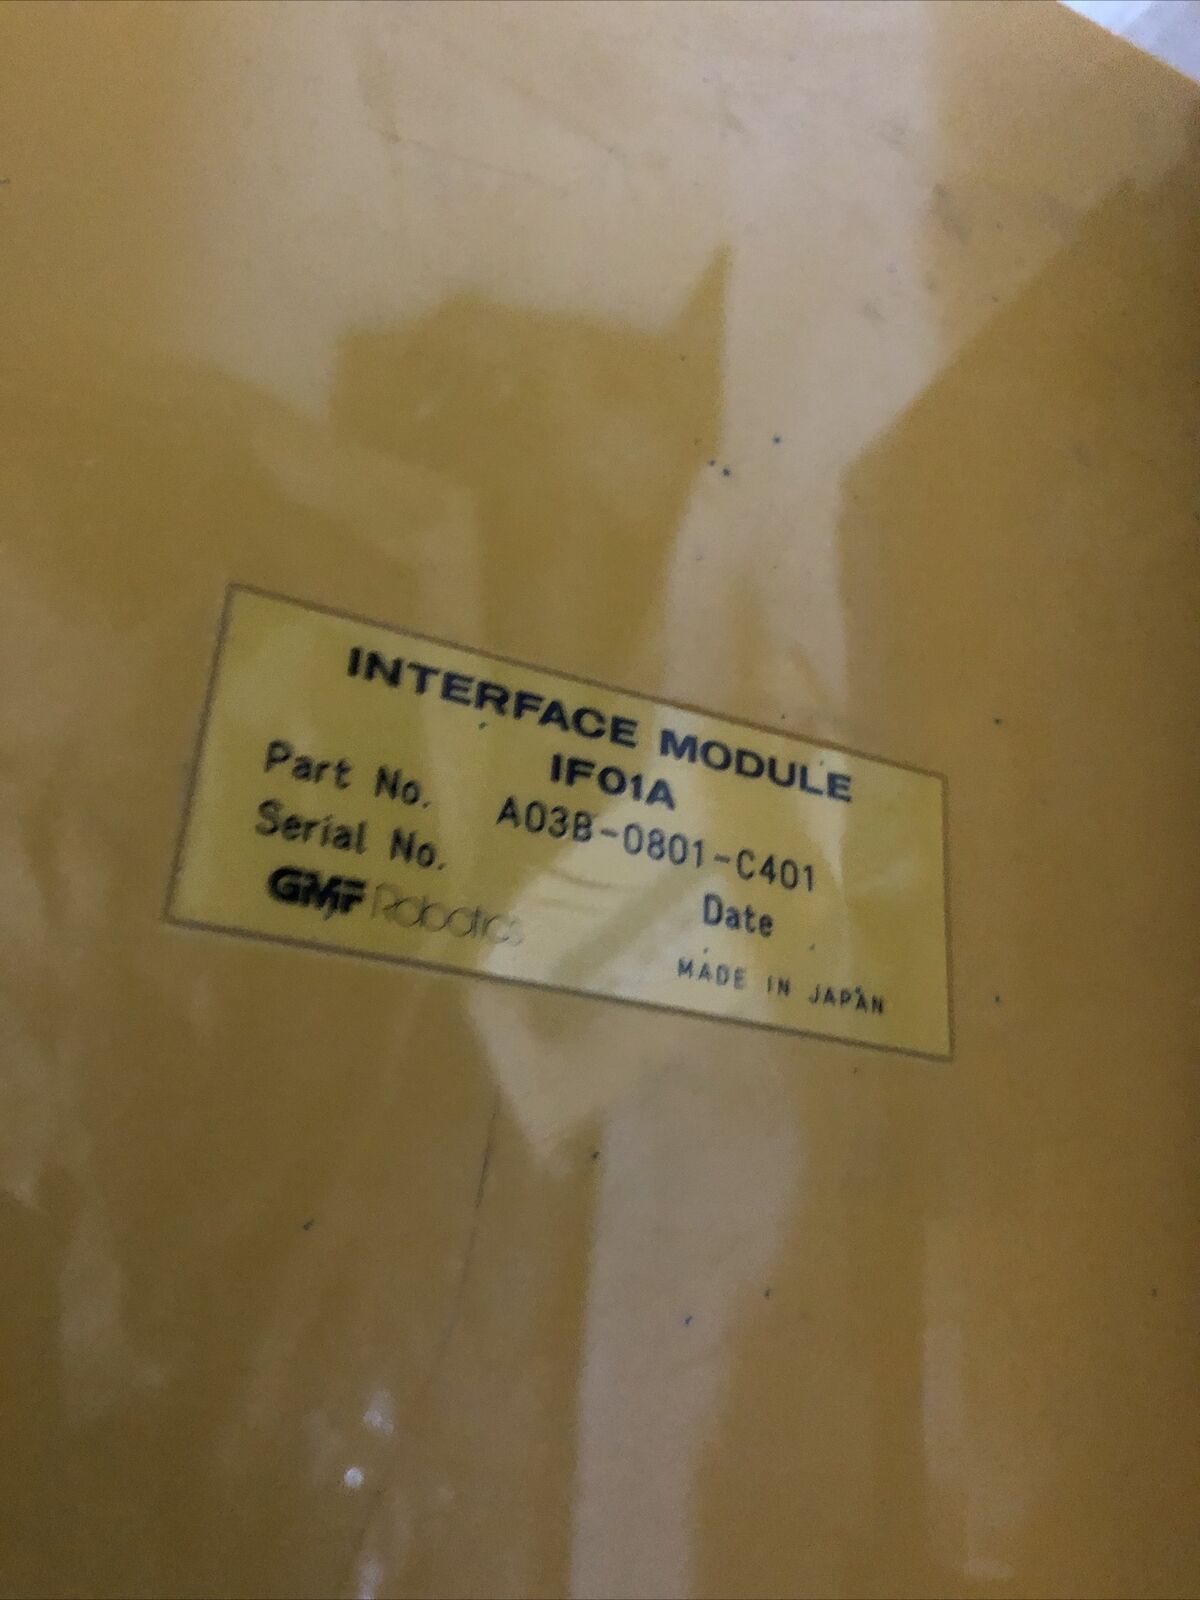 INTERFACE MODULE
IF01A
Part No. A03B-0801-C401
Serial No. Date
GMF Robotics MADE IN JAPAN